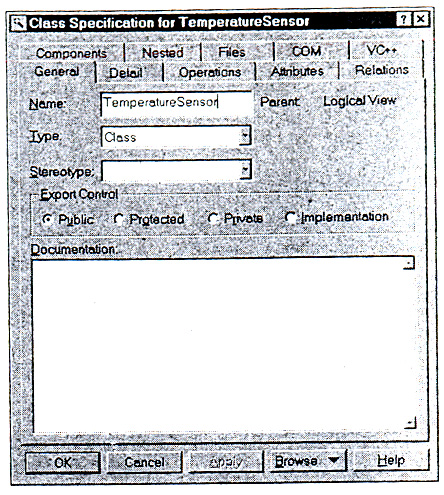 Class Specification for TemperatureSensor
Components Nested Files COM VC++
General Detail Operations Attributes Relations
Name: TemperatureSensor Parent: Logical View
Type: Class
Stereotype:
Export Control
Public Protected Private Implementation
Documentation:
OK Cancel Apply Browse Help